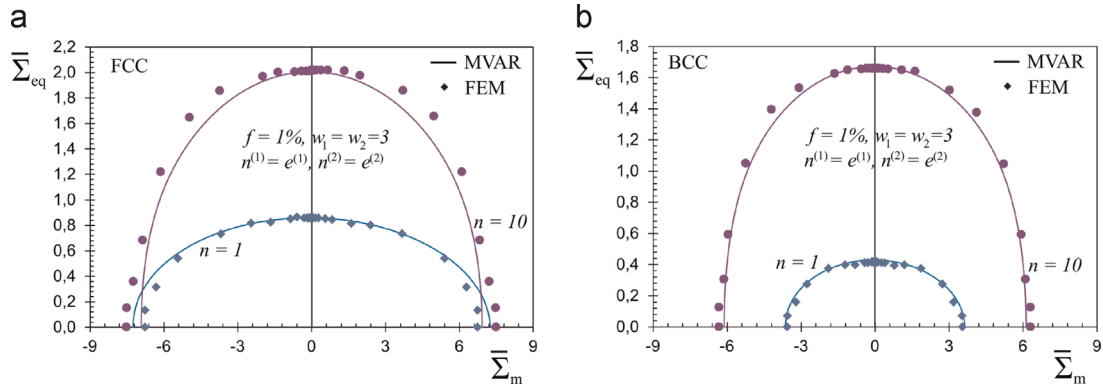 a
Σ̅eq
2,2
2,0
1,8
1,6
1,4
1,2
1,0
0,8
0,6
0,4
0,2
0,0
FCC
MVAR
FEM
f = 1%, w₁ = w₂=3
n⁽¹⁾= e⁽¹⁾, n⁽²⁾= e⁽²⁾
n = 10
n = 1
-9 -6 -3 0 3 6 9
Σ̅m
b
Σ̅eq
1,8
1,6
1,4
1,2
1,0
0,8
0,6
0,4
0,2
0,0
BCC
MVAR
FEM
f = 1%, w₁ = w₂=3
n⁽¹⁾= e⁽¹⁾, n⁽²⁾= e⁽²⁾
n = 1
n = 10
-9 -6 -3 0 3 6 9
Σ̅m